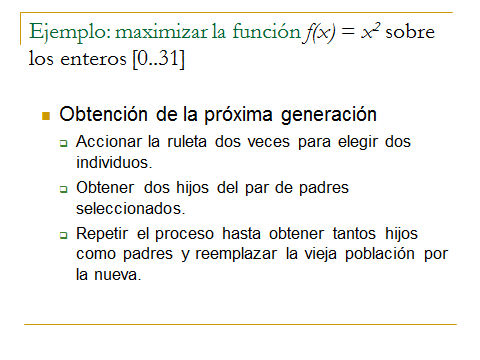 Ejemplo: maximizar la función f(x) = x² sobre
los enteros [0..31]
Obtención de la próxima generación
Accionar la ruleta dos veces para elegir dos
individuos.
Obtener dos hijos del par de padres
seleccionados.
Repetir el proceso hasta obtener tantos hijos
como padres y reemplazar la vieja población por
la nueva.